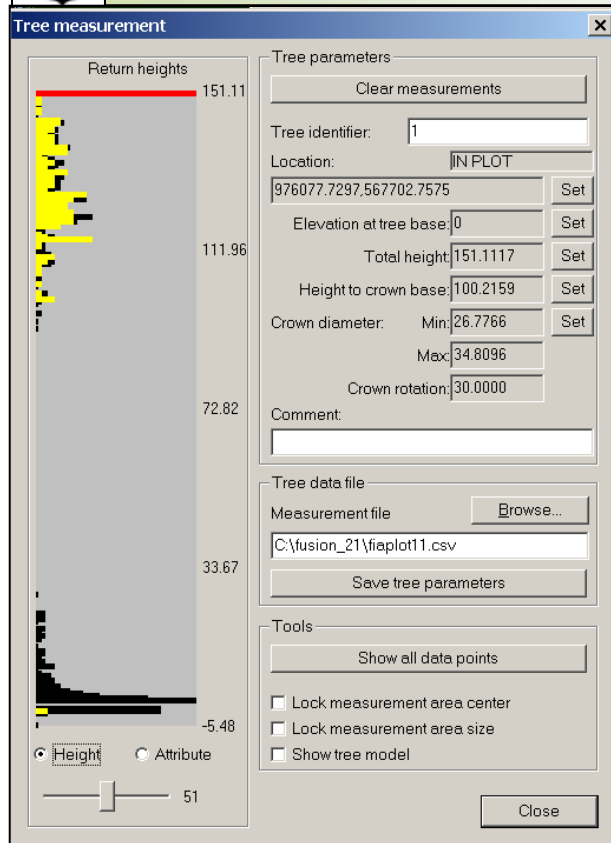 Tree measurement
Return heights
151.11
111.96
72.82
33.67
-5.48
Height Attribute
51
Tree parameters
Clear measurements
Tree identifier: 1
Location: IN PLOT
976077.7297,567702.7575 Set
Elevation at tree base: 0 Set
Total height: 151.1117 Set
Height to crown base: 100.2159 Set
Crown diameter: Min: 26.7766 Set
Max: 34.8096
Crown rotation: 30.0000
Comment:
Tree data file
Measurement file Browse...
C:\fusion_21\fiaplot11.csv
Save tree parameters
Tools
Show all data points
Lock measurement area center
Lock measurement area size
Show tree model
Close